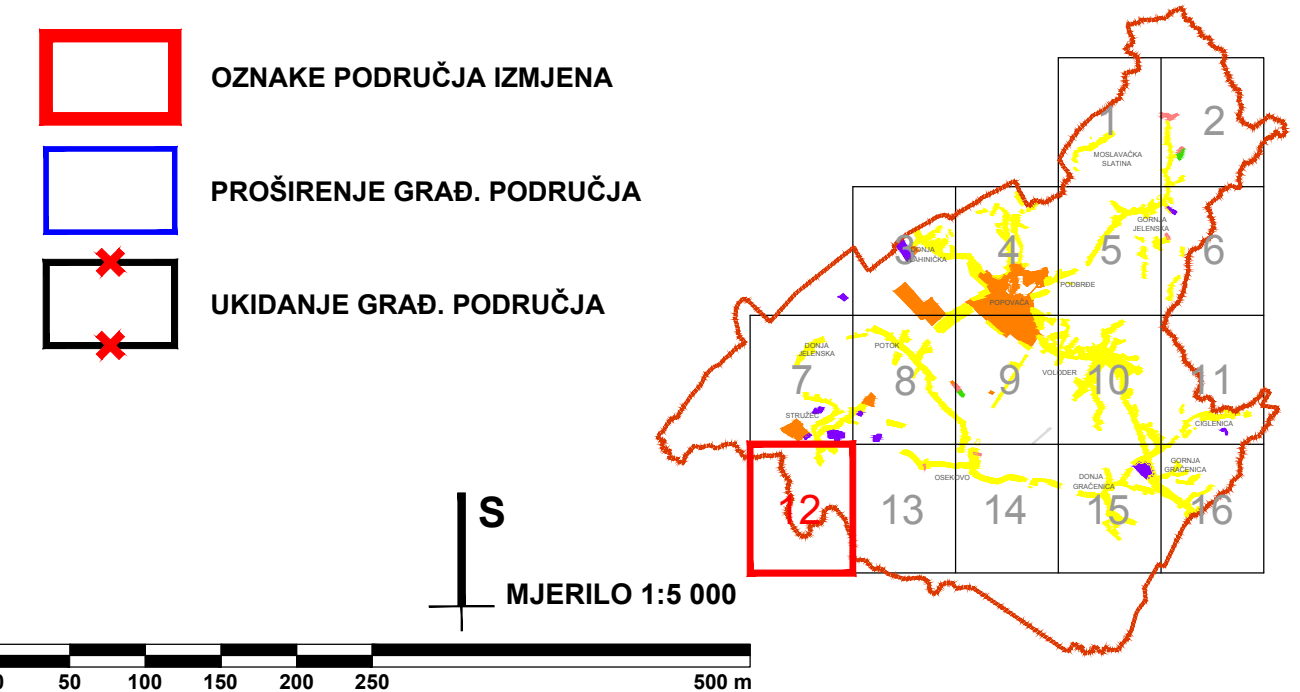 OZNAKE PODRUČJA IZMJENA
PROŠIRENJE GRAĐ. PODRUČJA
UKIDANJE GRAĐ. PODRUČJA
S
MJERILO 1:5 000
0 50 100 150 200 250 500 m
1 2
MOSLAVAČKA
SLATINA
3 4 5 6
GORNJA
JELENSKA
DONJA
VLAHINIČKA
PODBRĐE
POPOVAČA
7 8 9 10 11
DONJA
JELENSKA
POTOK
VOLODER
STRUŽEC
CIGLENICA
12 13 14 15 16
OSEKOVO
DONJA
GRAČENICA
GORNJA
GRAČENICA